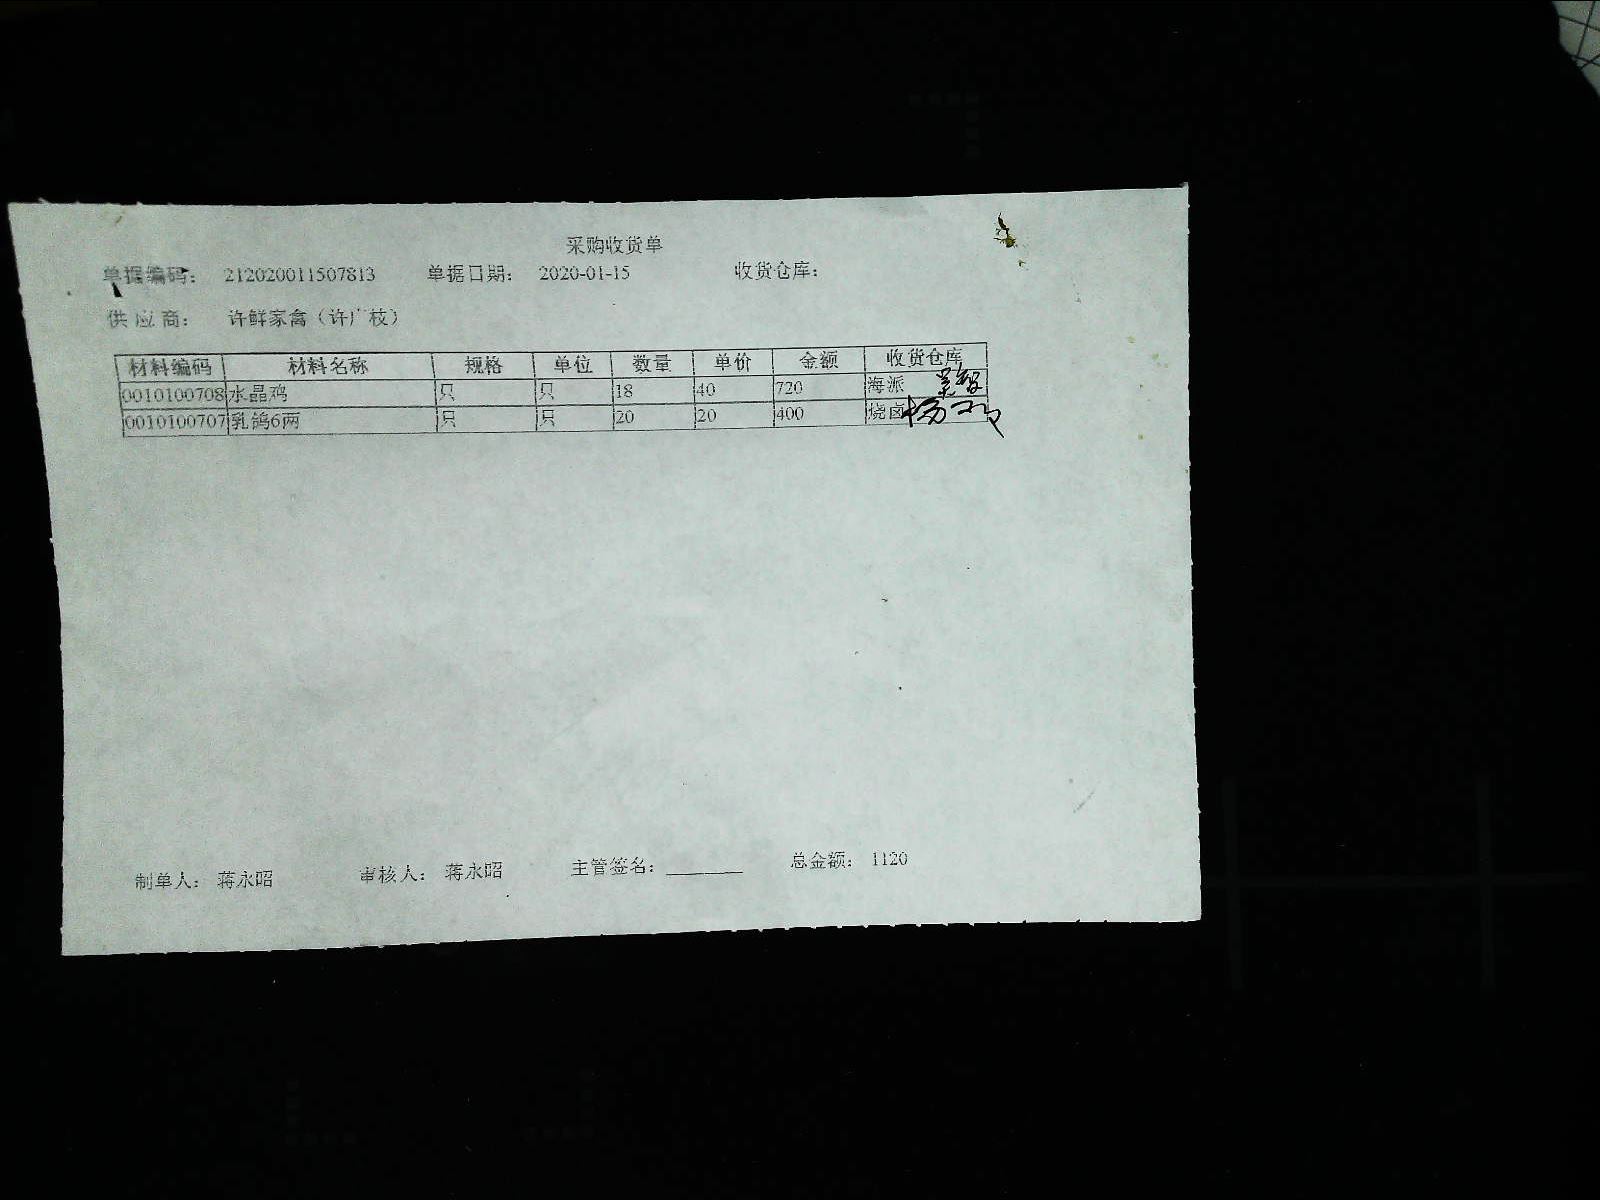 采购收货单
单据编码： 212020011507813 单据日期： 2020-01-15 收货仓库：
供应商： 许鲜家禽（许广枝）
材料编码 材料名称 规格 单位 数量 单价 金额 收货仓库
0010100708 水晶鸡 只 只 18 40 720 海派
0010100707 乳鸽6两 只 只 20 20 400 烧卤
制单人： 蒋永昭 审核人： 蒋永昭 主管签名：________ 总金额： 1120